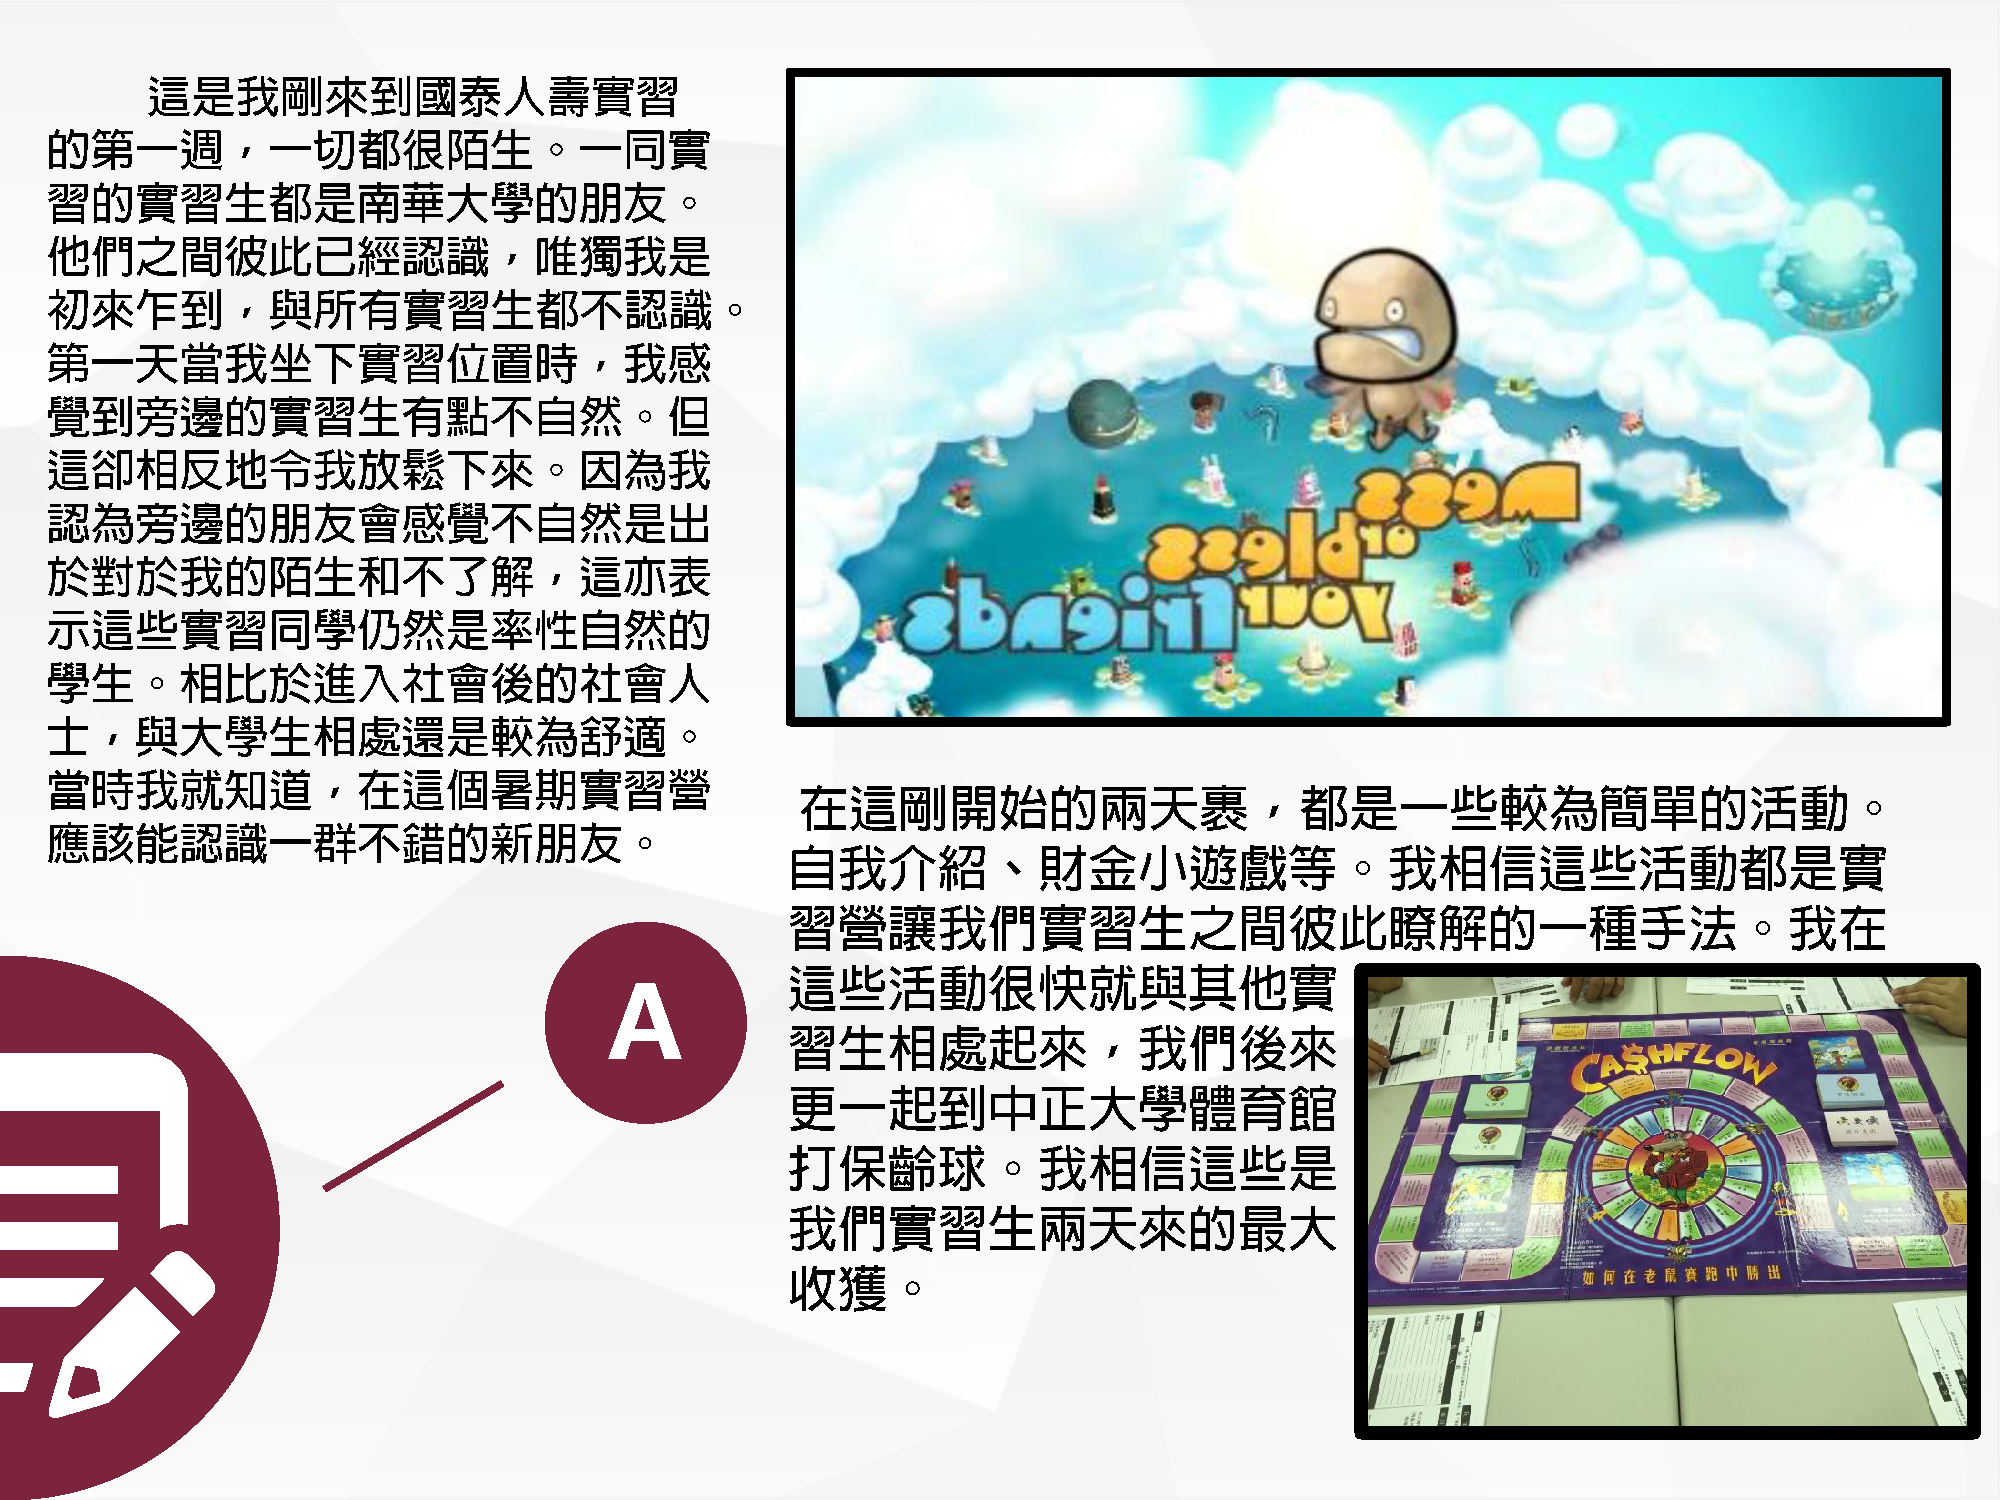 這是我剛來到國泰人壽實習
的第一週，一切都很陌生。一同實
習的實習生都是南華大學的朋友。
他們之間彼此已經認識，唯獨我是
初來乍到，與所有實習生都不認識。
第一天當我坐下實習位置時，我感
覺到旁邊的實習生有點不自然。但
這卻相反地令我放鬆下來。因為我
認為旁邊的朋友會感覺不自然是出
於對於我的陌生和不了解，這亦表
示這些實習同學仍然是率性自然的
學生。相比於進入社會後的社會人
士，與大學生相處還是較為舒適。
當時我就知道，在這個暑期實習營
應該能認識一群不錯的新朋友。
A
Mess
or bless
your
friends
在這剛開始的兩天裹，都是一些較為簡單的活動。
自我介紹、財金小遊戲等。我相信這些活動都是實
習營讓我們實習生之間彼此瞭解的一種手法。我在
這些活動很快就與其他實
習生相處起來，我們後來
更一起到中正大學體育館
打保齡球。我相信這些是
我們實習生兩天來的最大
收獲。
CA$HFLOW
如何在老鼠賽跑中勝出